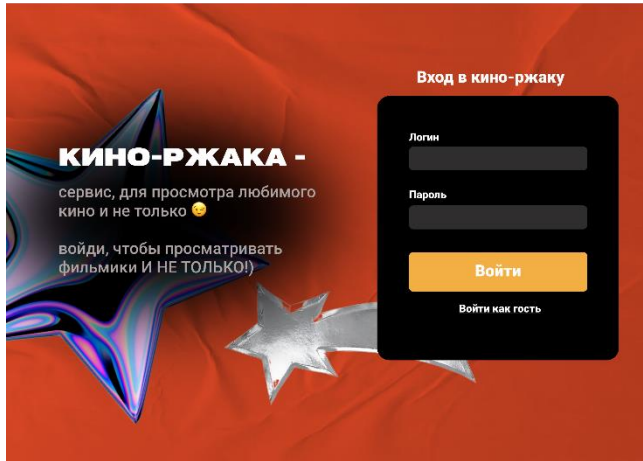 КИНО-РЖАКА -
сервис, для просмотра любимого
кино и не только 😉
войди, чтобы просматривать
фильмики И НЕ ТОЛЬКО!)
Вход в кино-ржаку
Логин
Пароль
Войти
Войти как гость